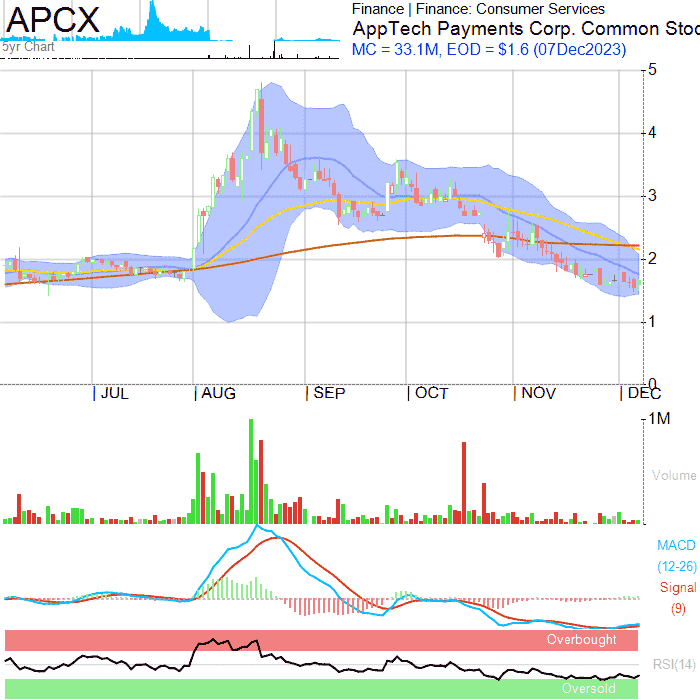 APCX
5yr Chart
Finance | Finance: Consumer Services
AppTech Payments Corp. Common Stoc
MC = 33.1M, EOD = $1.6 (07Dec2023)
5
4
3
2
1
0
JUL AUG SEP OCT NOV DEC
1M
Volume
MACD
(12-26)
Signal
(9)
Overbought
RSI(14)
Oversold